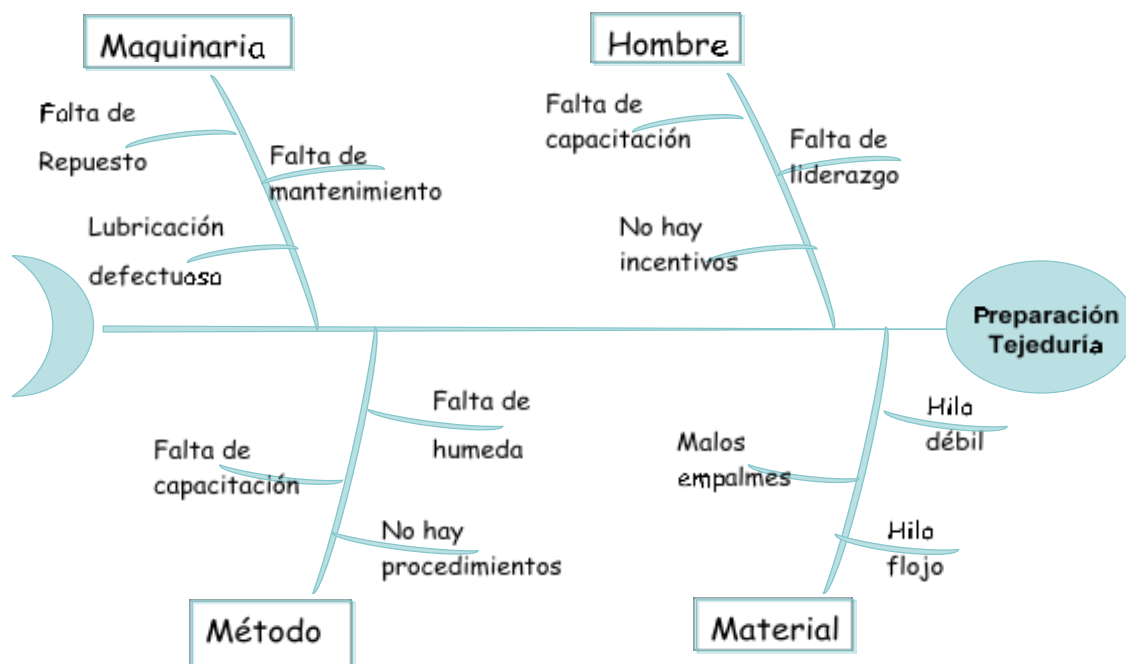 Maquinaria
Hombre
Falta de
Repuesto
Falta de
mantenimiento
Lubricación
defectuosa
Falta de
capacitación
Falta de
liderazgo
No hay
incentivos
Preparación
Tejeduría
Falta de
humeda
Falta de
capacitación
No hay
procedimientos
Método
Hilo
débil
Malos
empalmes
Hilo
flojo
Material